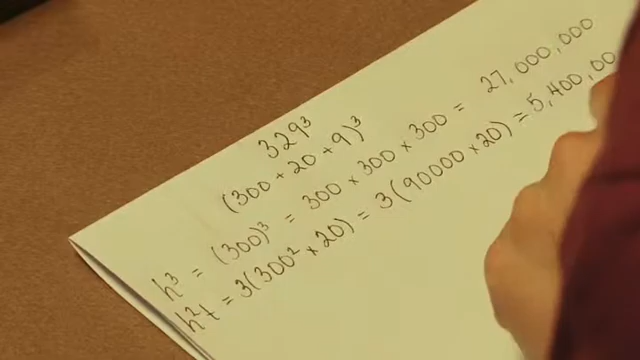 329³
(300 + 20 + 9)³
h³ = (300)³ = 300 × 300 × 300 = 27,000,000
h²t = 3(300² × 20) = 3(90000 × 20) = 5,400,00